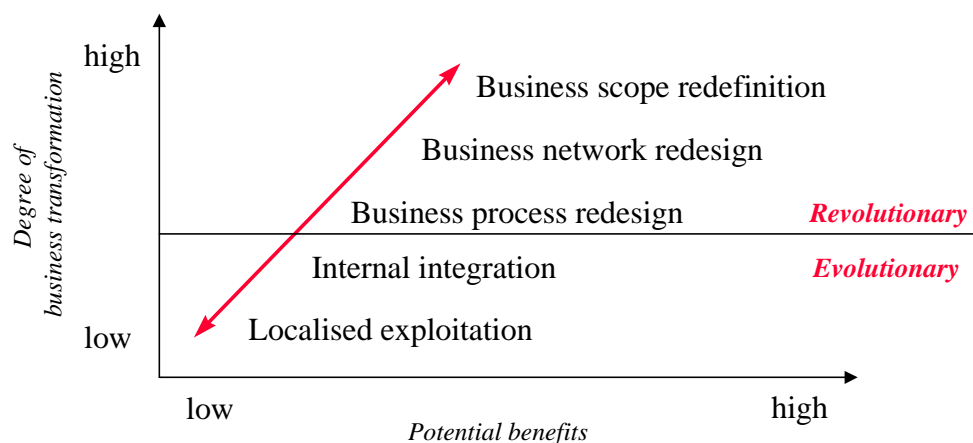 high
Business scope redefinition
Business network redesign
Degree of
business transformation
Business process redesign
Revolutionary
Internal integration
Evolutionary
Localised exploitation
low
low
high
Potential benefits